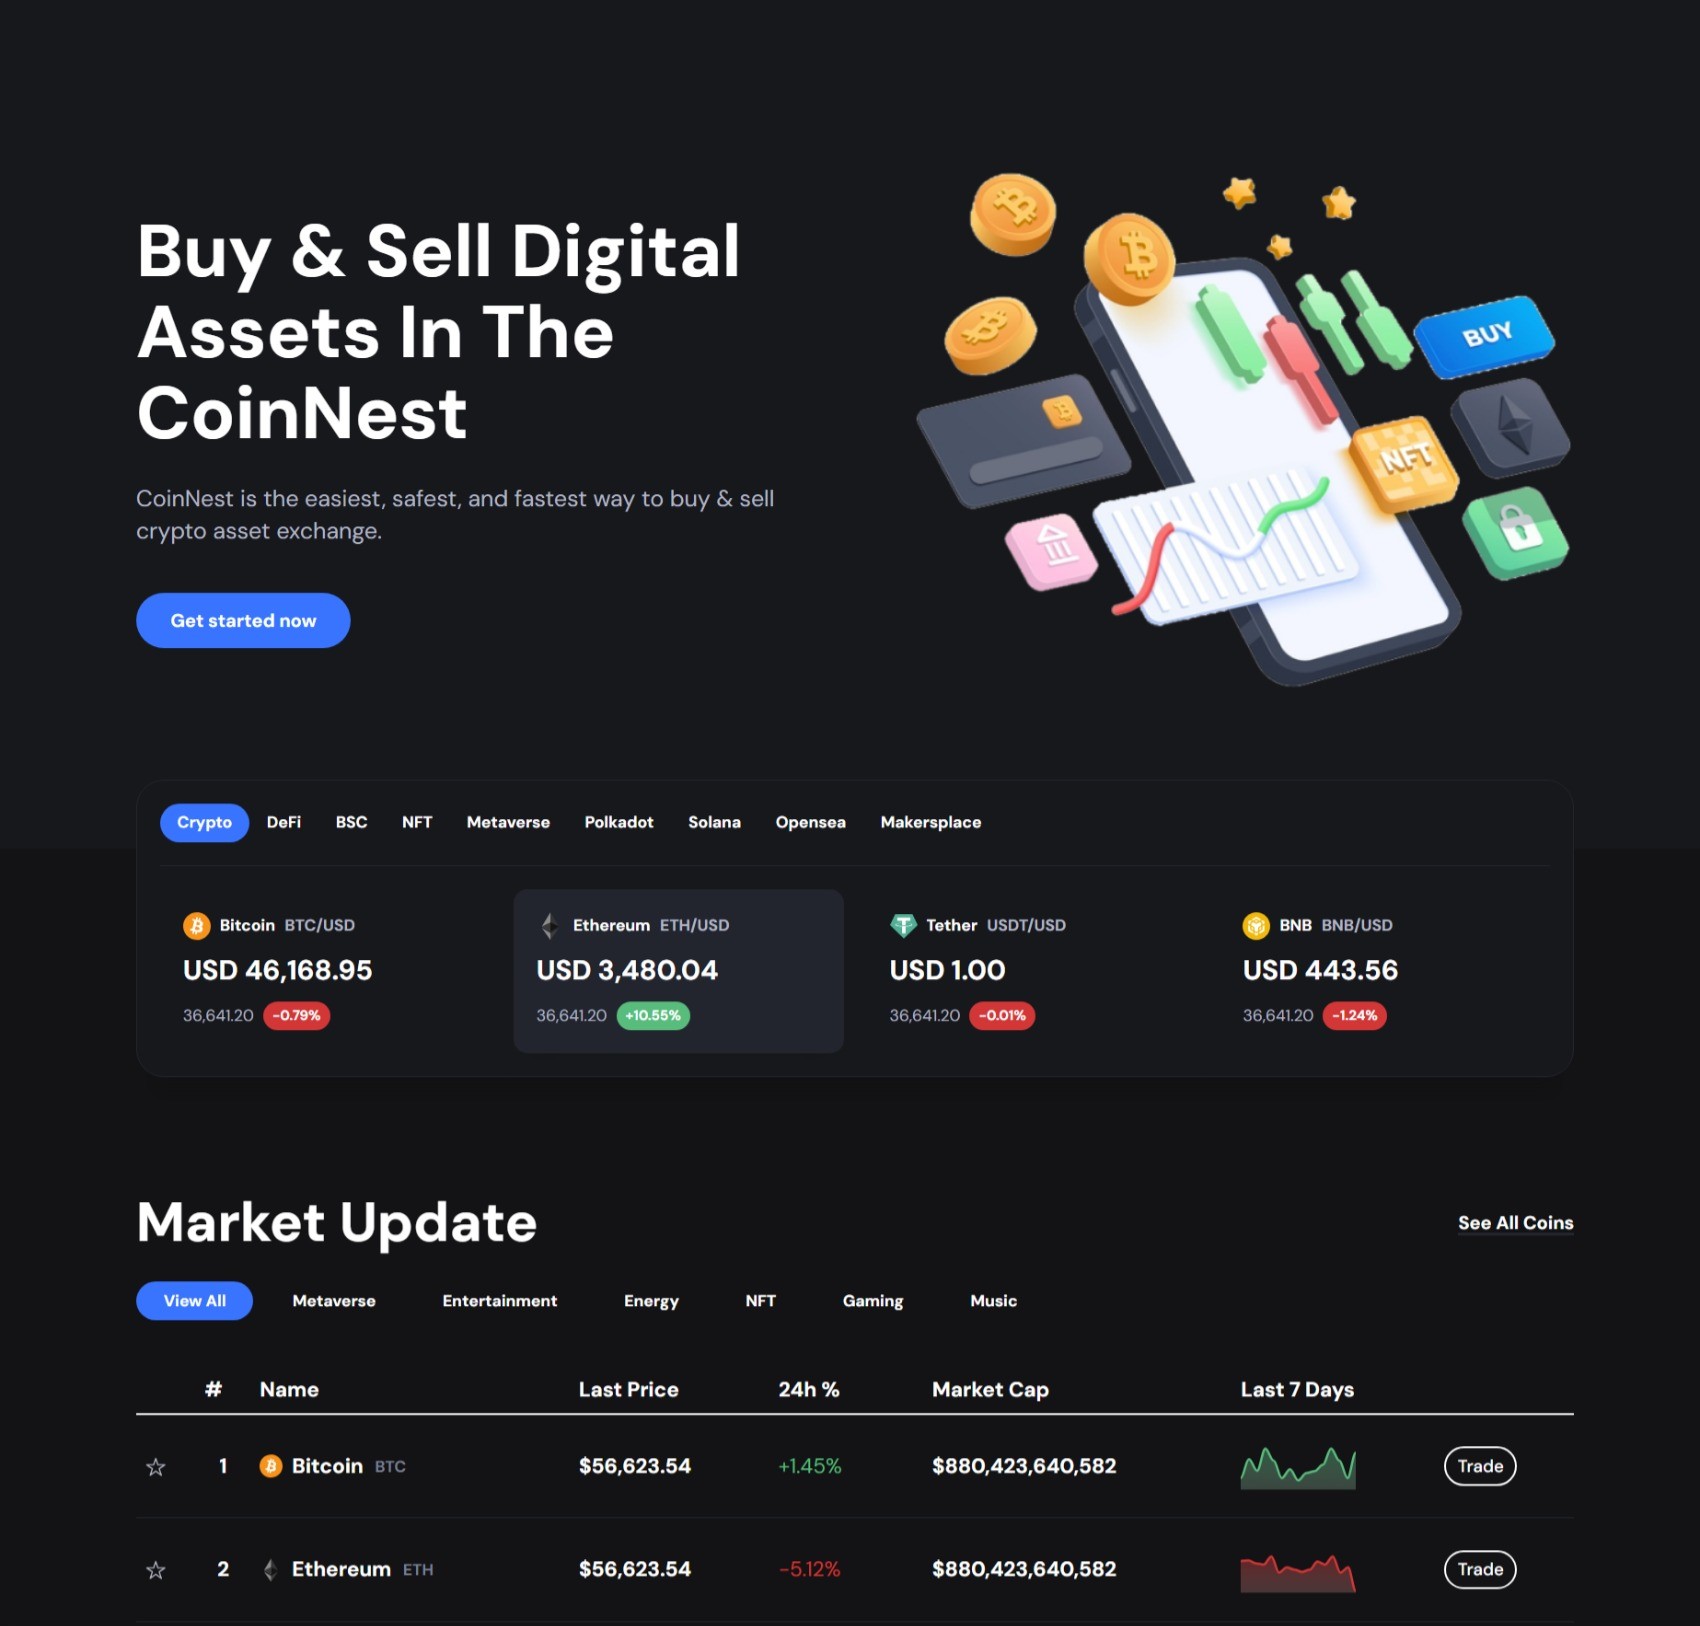 Buy & Sell Digital
Assets In The
CoinNest
CoinNest is the easiest, safest, and fastest way to buy & sell
crypto asset exchange.
Get started now
BUY
NFT
Crypto DeFi BSC NFT Metaverse Polkadot Solana Opensea Makersplace
Bitcoin BTC/USD
USD 46,168.95
36,641.20 -0.79%
Ethereum ETH/USD
USD 3,480.04
36,641.20 +10.55%
Tether USDT/USD
USD 1.00
36,641.20 -0.01%
BNB BNB/USD
USD 443.56
36,641.20 -1.24%
Market Update
See All Coins
View All Metaverse Entertainment Energy NFT Gaming Music
# Name Last Price 24h % Market Cap Last 7 Days
1 Bitcoin BTC $56,623.54 +1.45% $880,423,640,582 Trade
2 Ethereum ETH $56,623.54 -5.12% $880,423,640,582 Trade